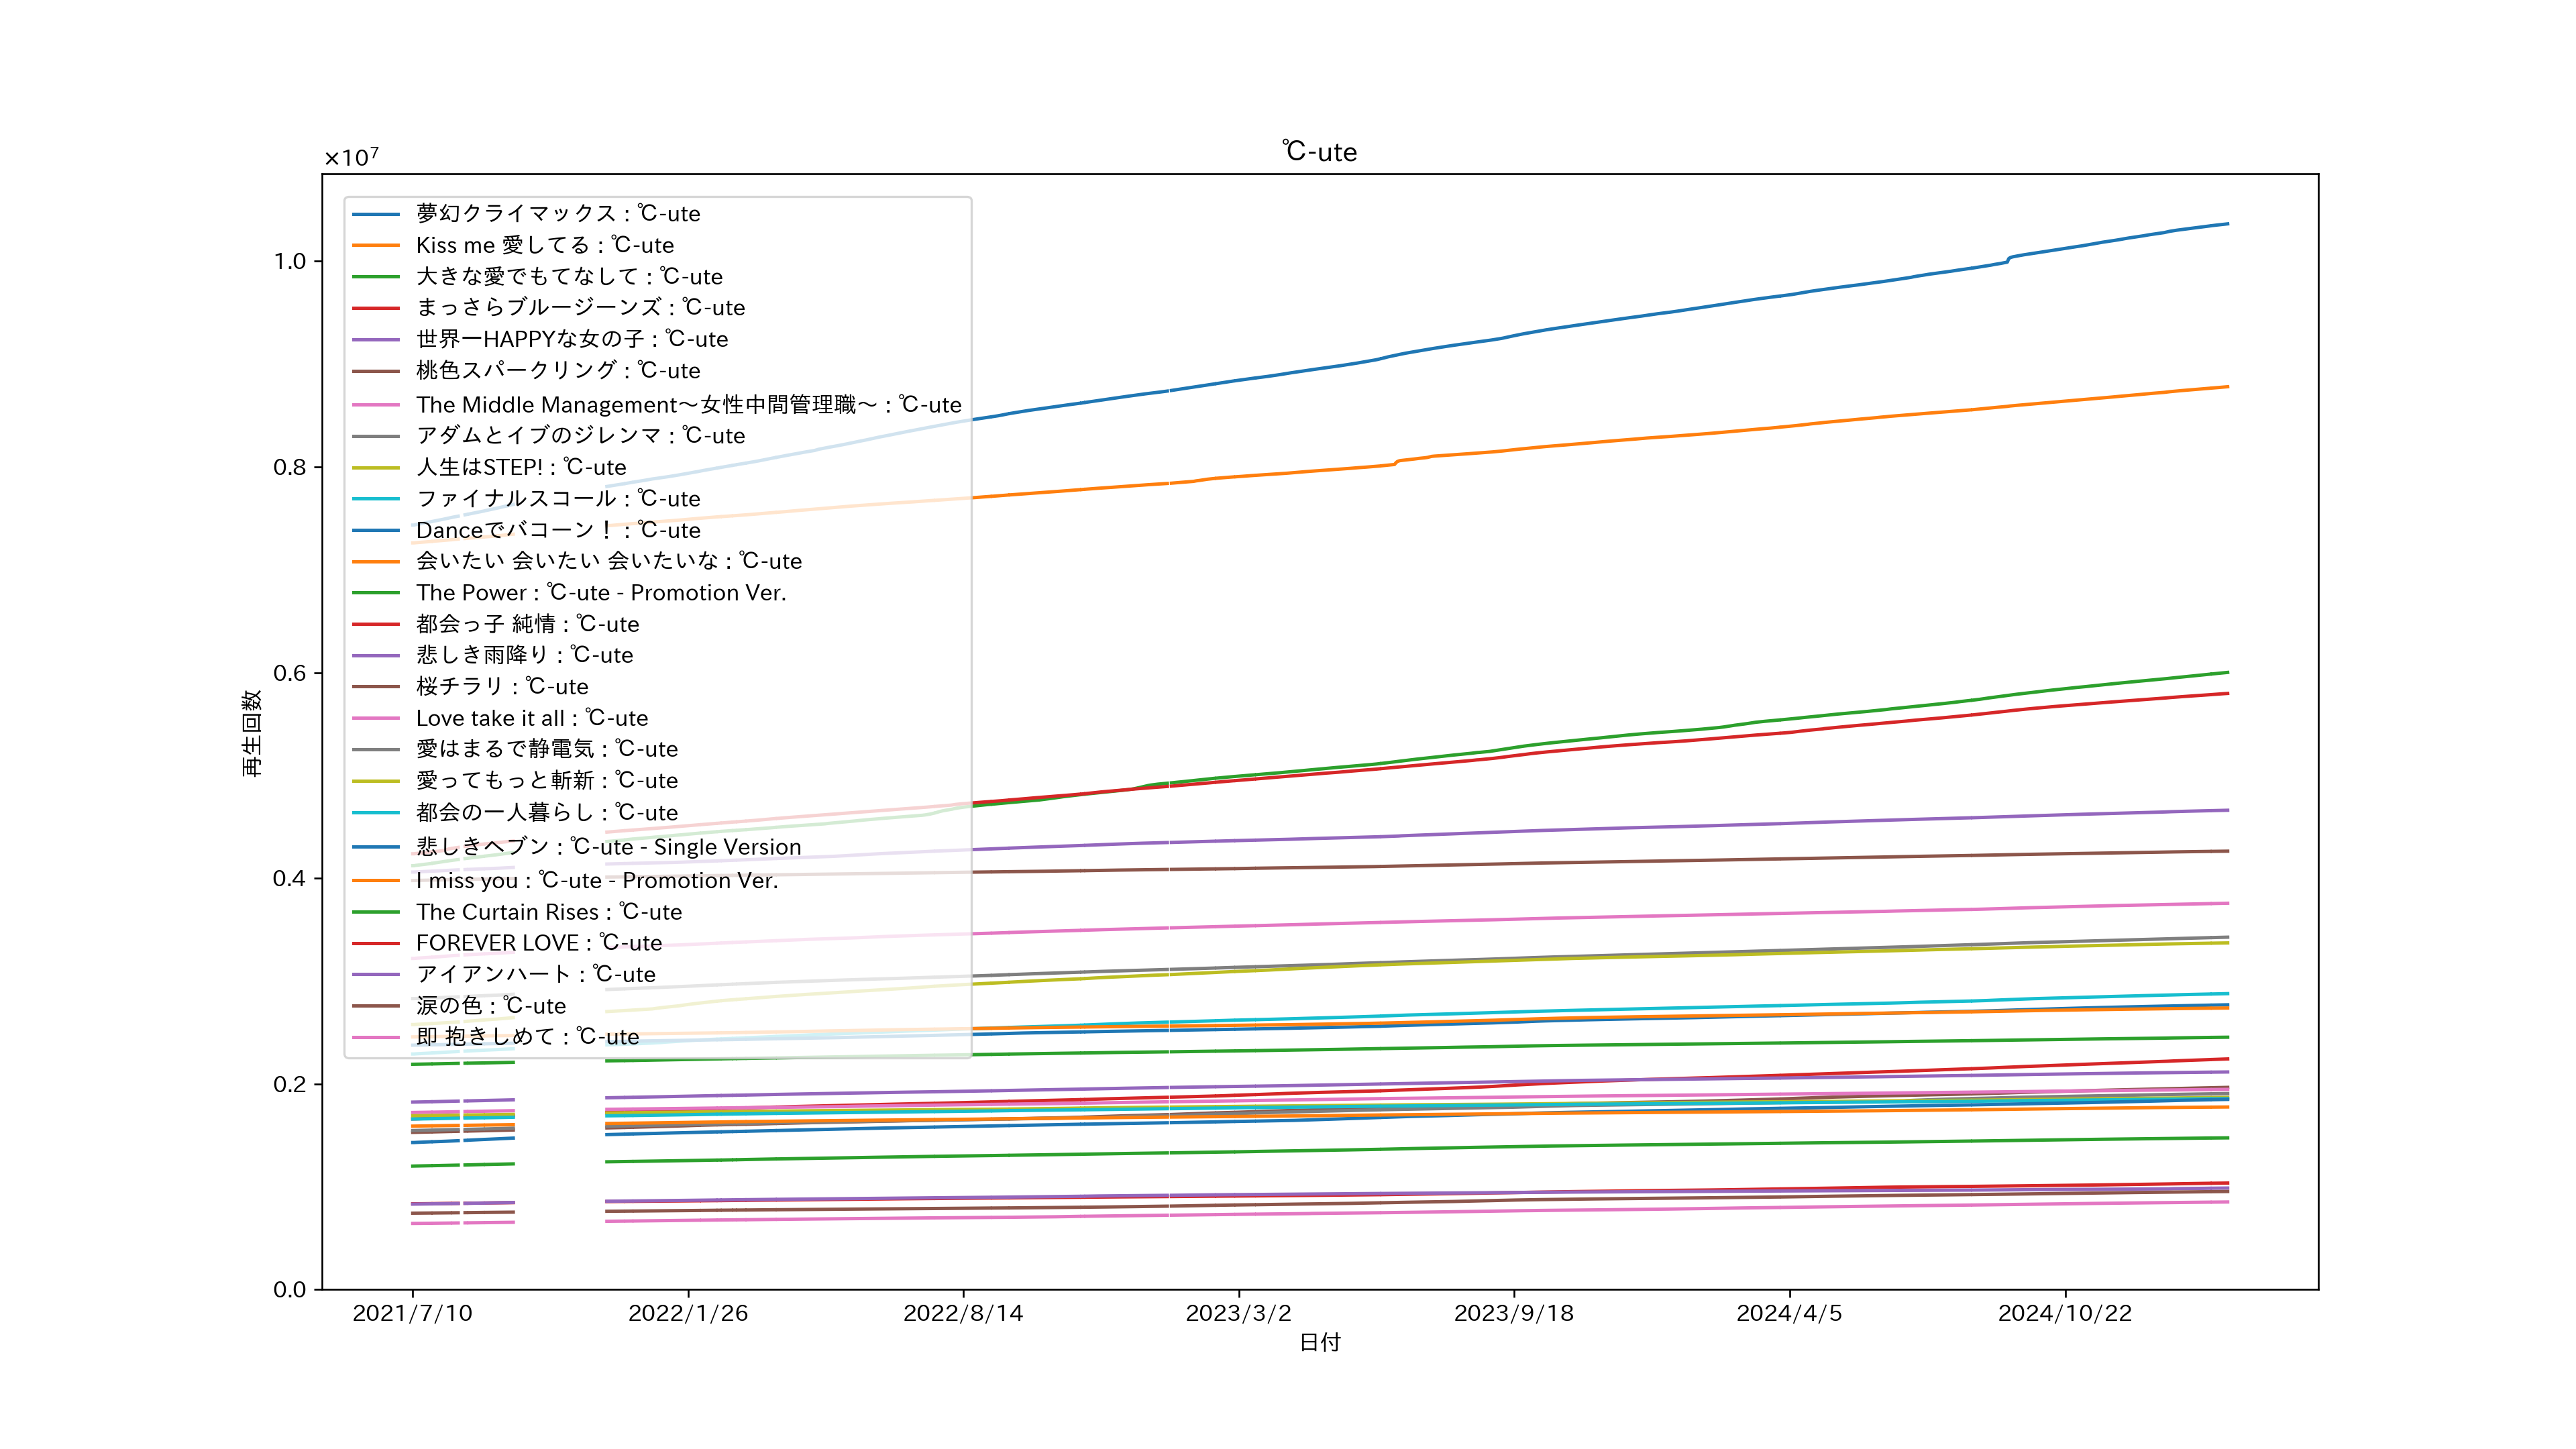 ℃-ute
×10⁷
夢幻クライマックス : ℃-ute
Kiss me 愛してる : ℃-ute
大きな愛でもてなして : ℃-ute
まっさらブルージーンズ : ℃-ute
世界一HAPPYな女の子 : ℃-ute
桃色スパークリング : ℃-ute
The Middle Management〜女性中間管理職〜 : ℃-ute
アダムとイブのジレンマ : ℃-ute
人生はSTEP! : ℃-ute
ファイナルスコール : ℃-ute
Danceでバコーン！ : ℃-ute
会いたい 会いたい 会いたいな : ℃-ute
The Power : ℃-ute - Promotion Ver.
都会っ子 純情 : ℃-ute
悲しき雨降り : ℃-ute
桜チラリ : ℃-ute
Love take it all : ℃-ute
愛はまるで静電気 : ℃-ute
愛ってもっと斬新 : ℃-ute
都会の一人暮らし : ℃-ute
悲しきヘブン : ℃-ute - Single Version
I miss you : ℃-ute - Promotion Ver.
The Curtain Rises : ℃-ute
FOREVER LOVE : ℃-ute
アイアンハート : ℃-ute
涙の色 : ℃-ute
即 抱きしめて : ℃-ute
1.0
0.8
0.6
0.4
0.2
0.0
再生回数
2021/7/10
2022/1/26
2022/8/14
2023/3/2
2023/9/18
2024/4/5
2024/10/22
日付